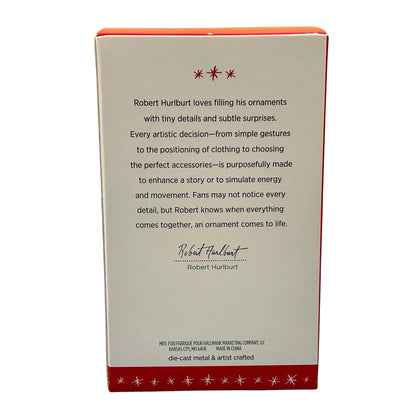 Robert Hurlburt loves filling his ornaments
with tiny details and subtle surprises.
Every artistic decision—from simple gestures
to the positioning of clothing to choosing
the perfect accessories—is purposefully made
to enhance a story or to simulate energy
and movement. Fans may not notice every
detail, but Robert knows when everything
comes together, an ornament comes to life.
Robert Hurlburt
Robert Hurlburt
MFD. FOR/FABRIQUÉ POUR HALLMARK MARKETING COMPANY, LLC
KANSAS CITY, MO 64141 MADE IN CHINA
die-cast metal & artist crafted